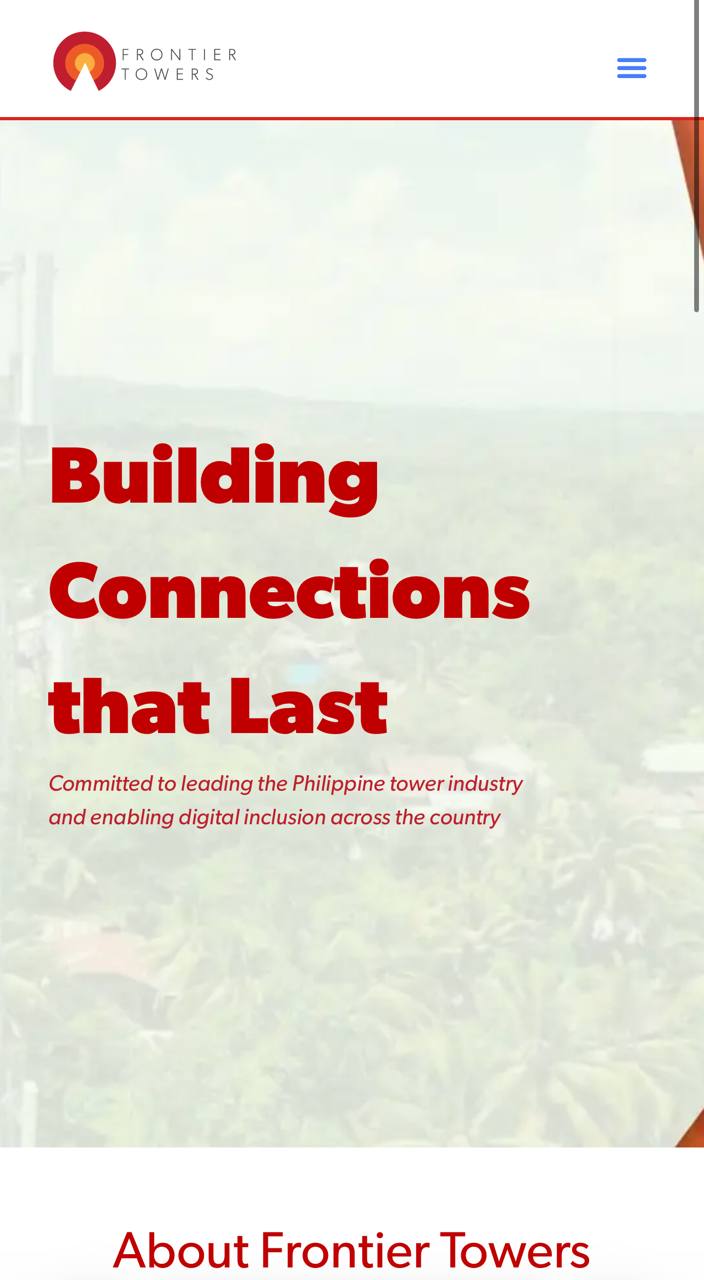 FRONTIER
TOWERS
Building
Connections
that Last
Committed to leading the Philippine tower industry
and enabling digital inclusion across the country
About Frontier Towers